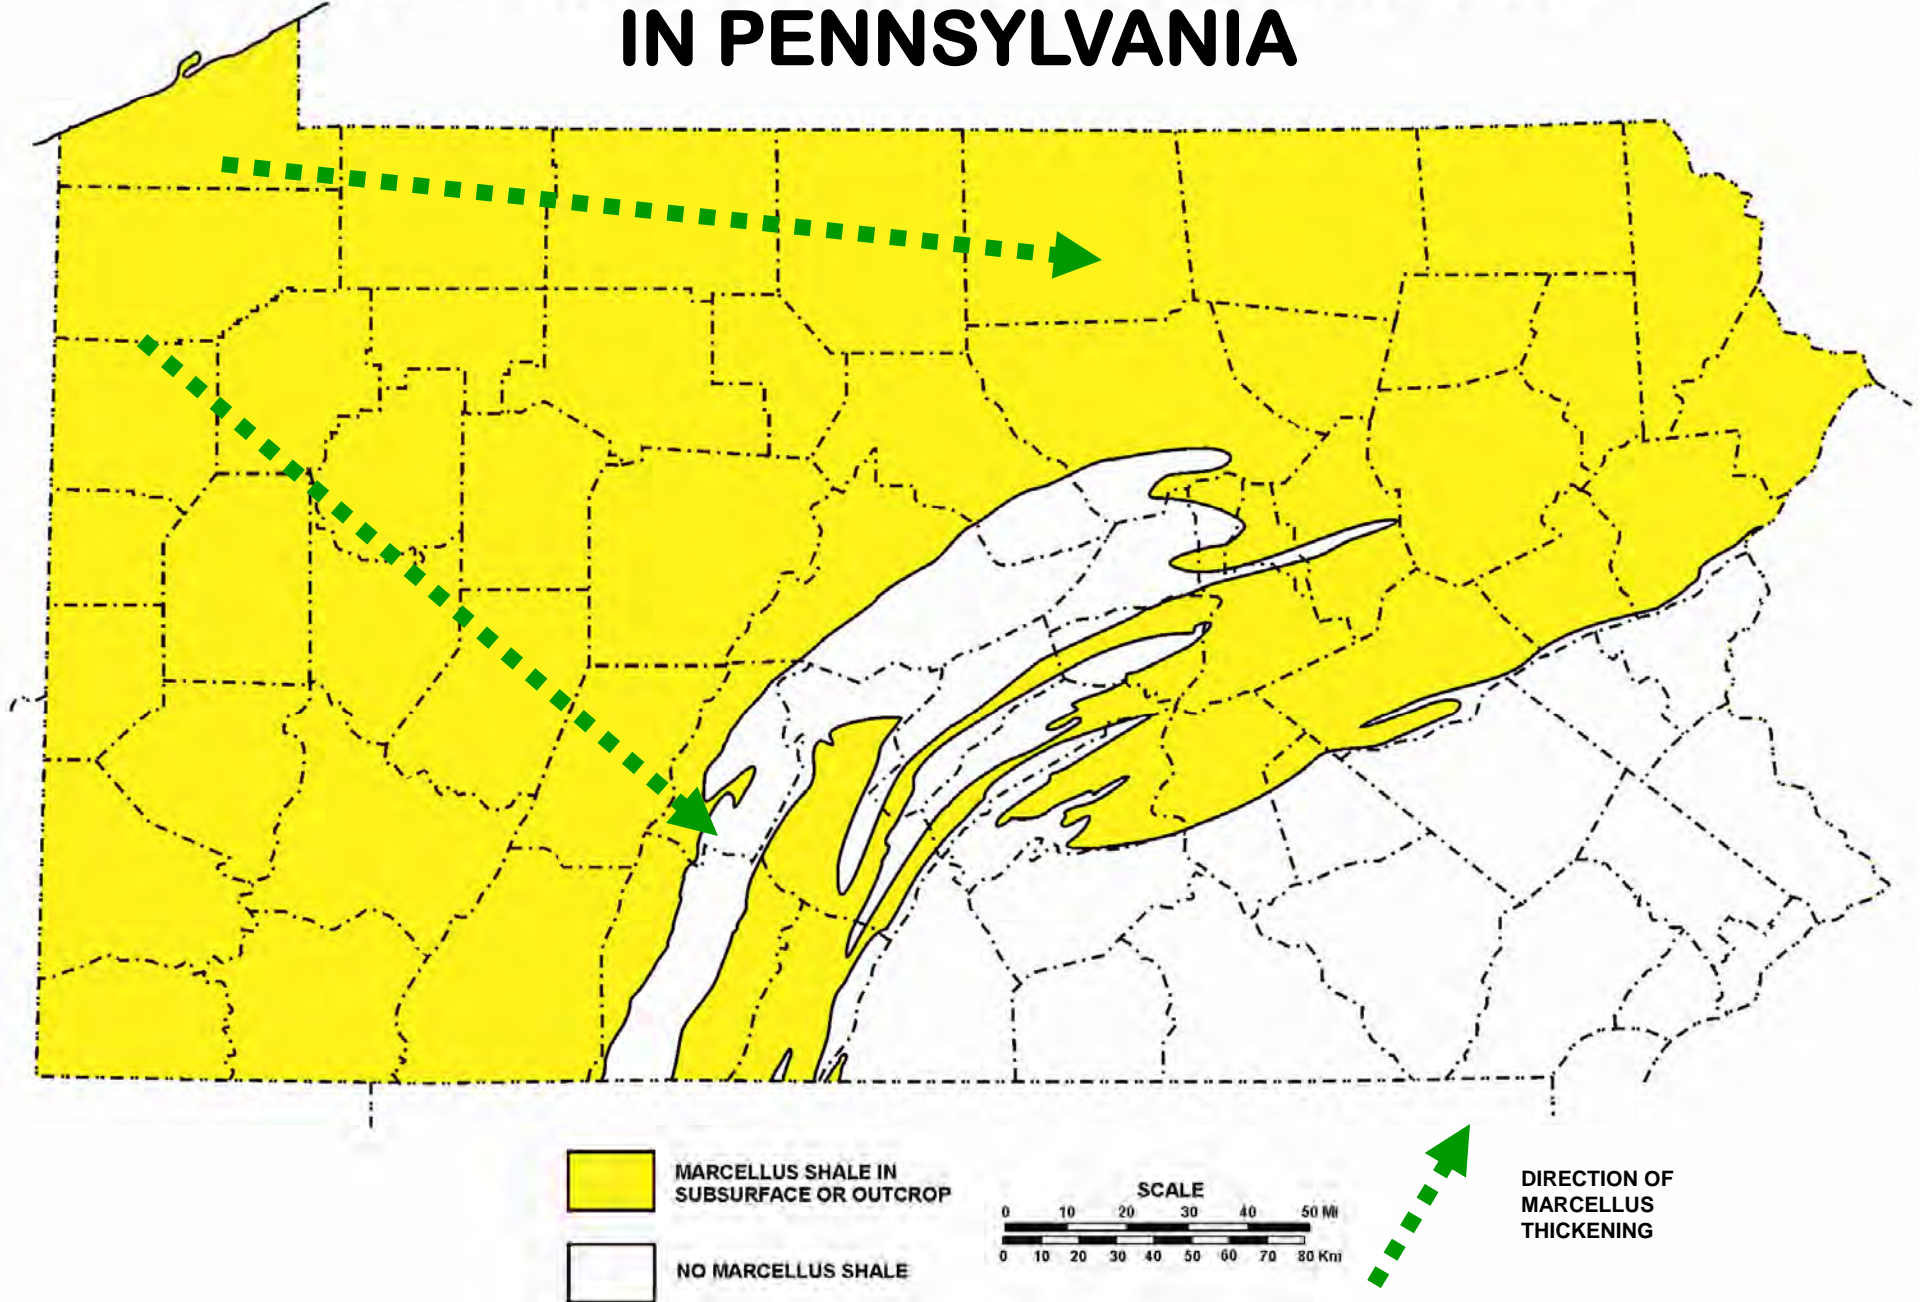 IN PENNSYLVANIA
MARCELLUS SHALE IN
SUBSURFACE OR OUTCROP
NO MARCELLUS SHALE
SCALE
0 10 20 30 40 50 Mi
0 10 20 30 40 50 60 70 80 Km
DIRECTION OF
MARCELLUS
THICKENING